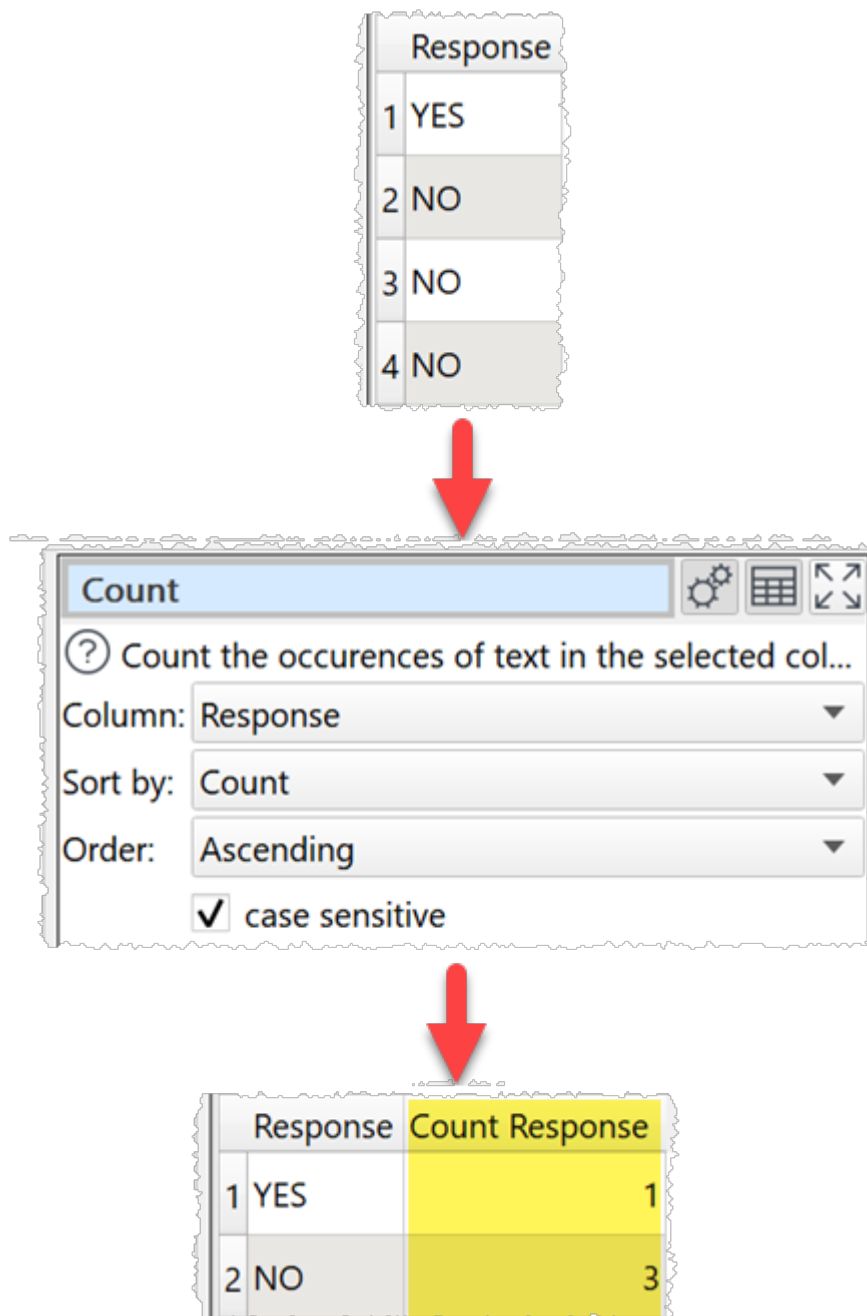 Response
1 YES
2 NO
3 NO
4 NO
Count
? Count the occurences of text in the selected col...
Column: Response
Sort by: Count
Order: Ascending
case sensitive
Response Count Response
1 YES 1
2 NO 3